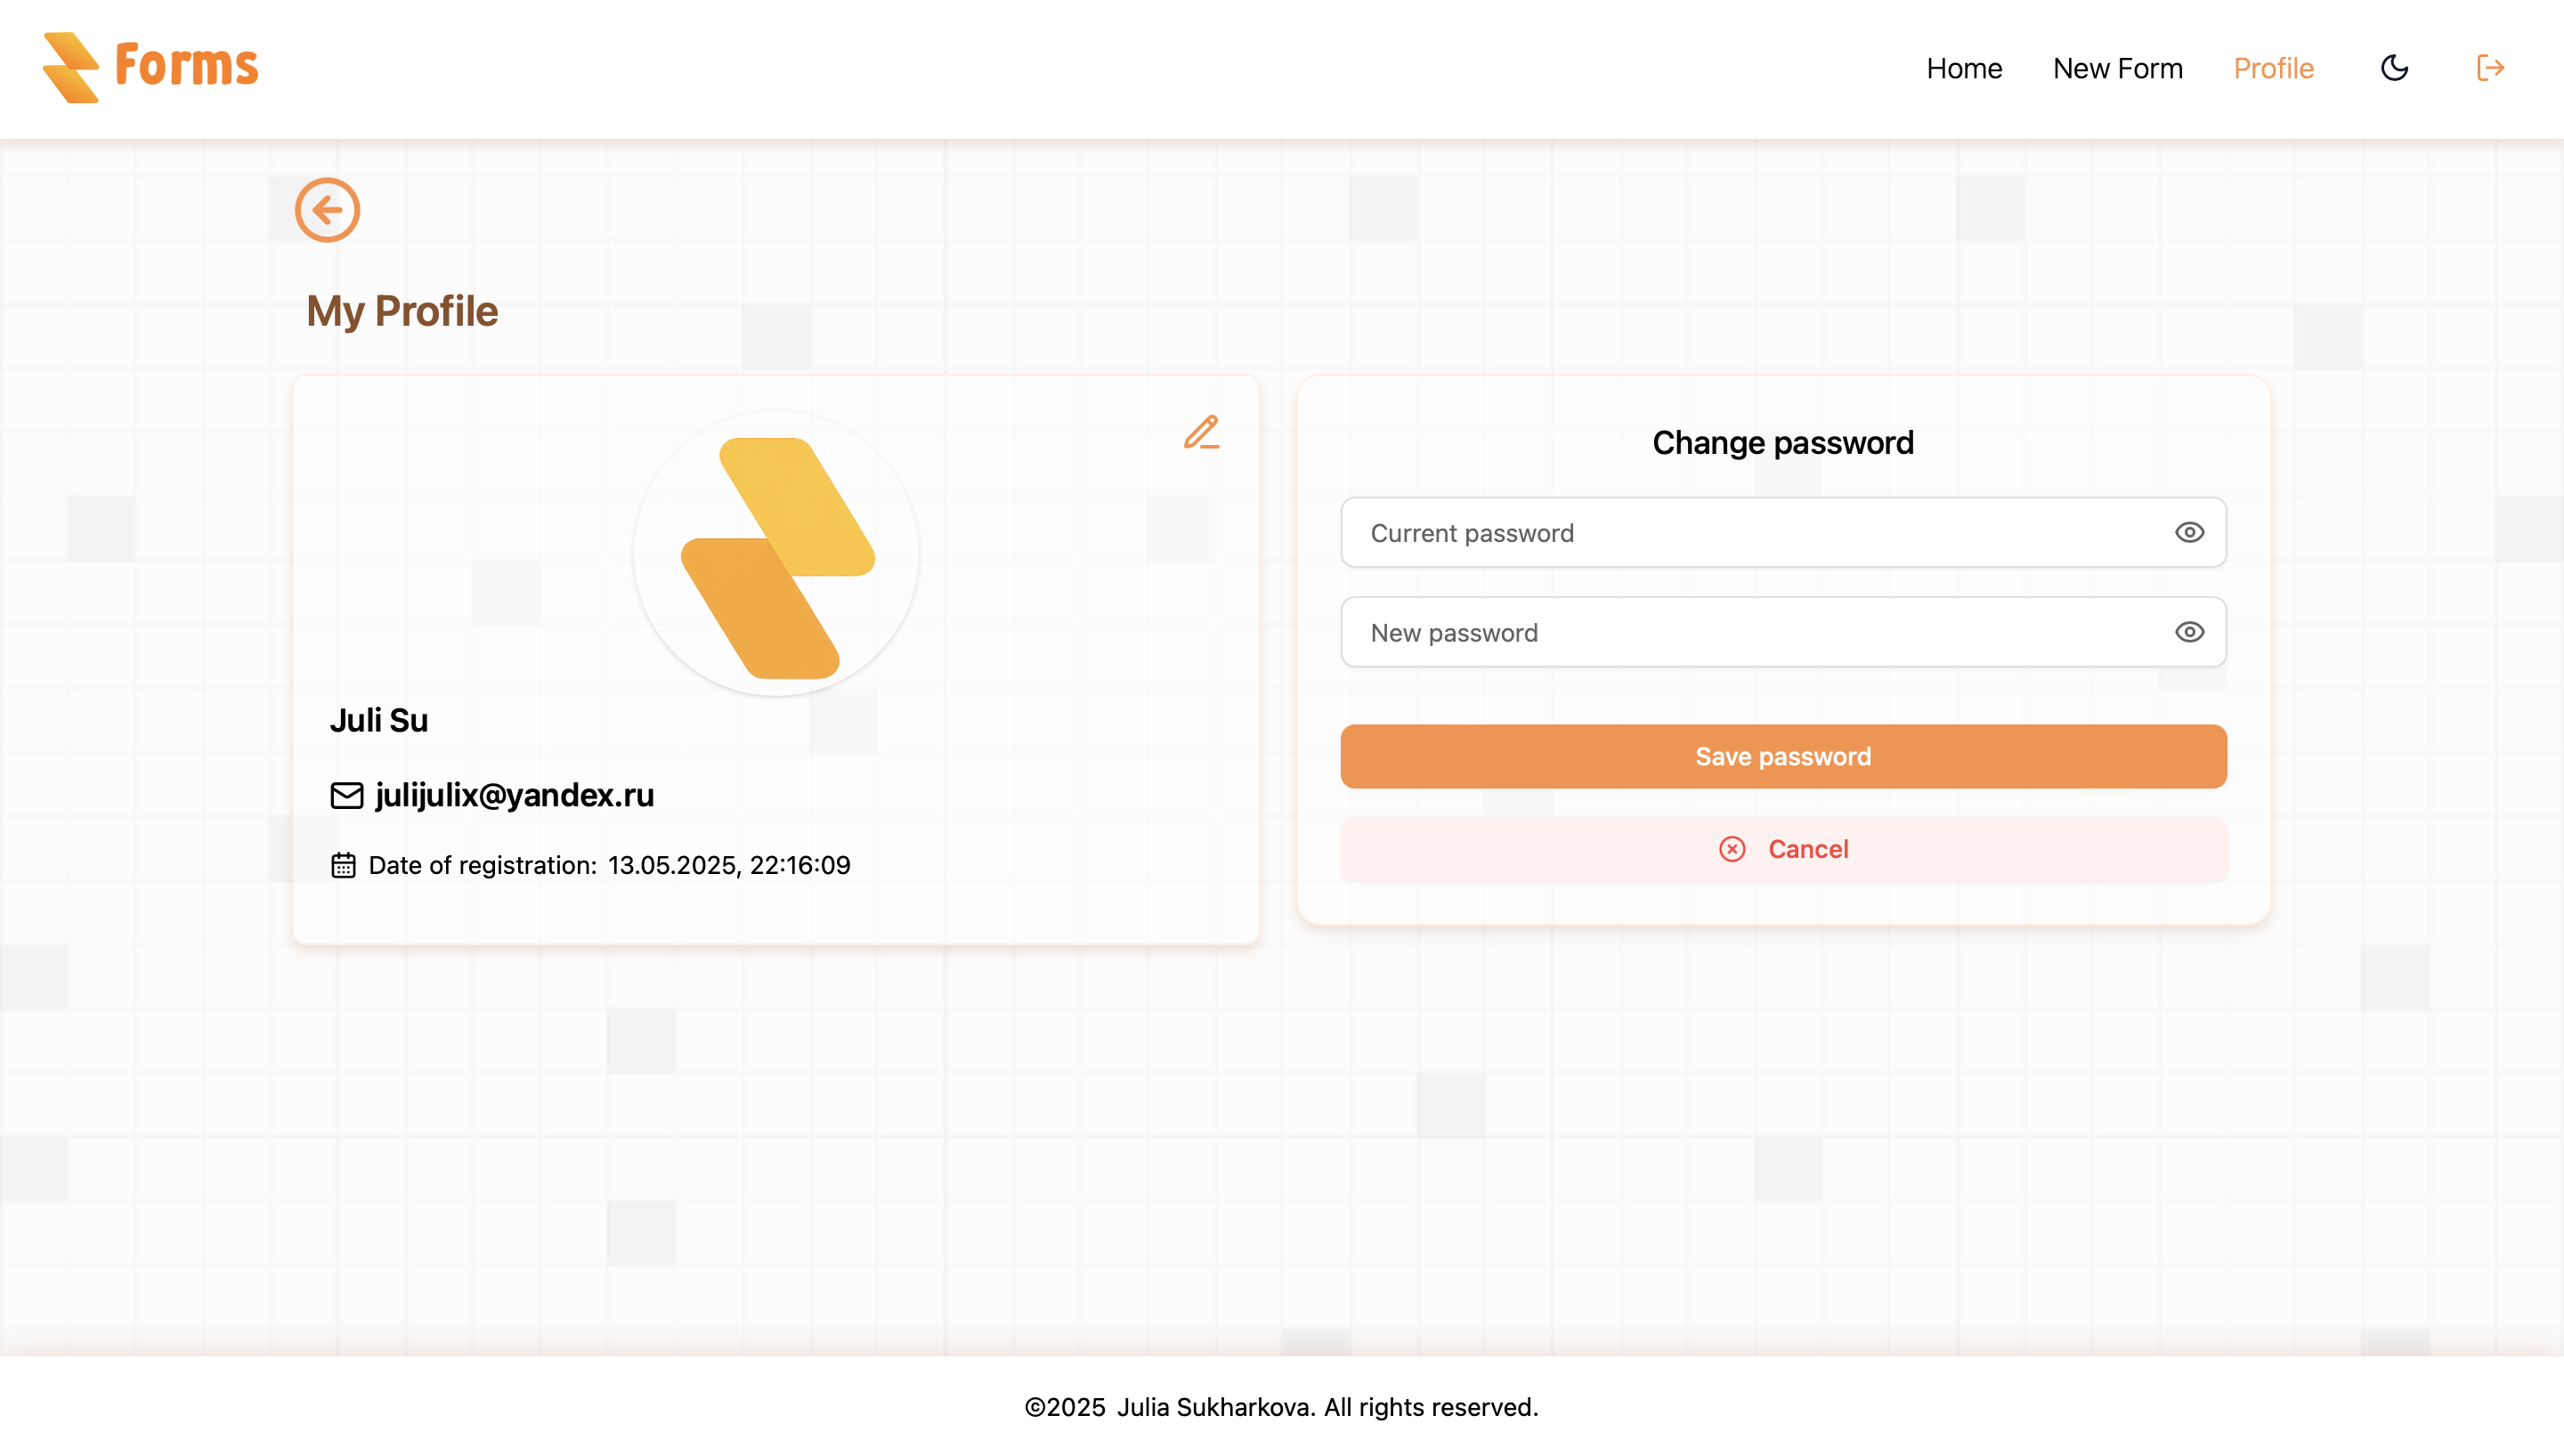 Forms
Home
New Form
Profile
My Profile
Juli Su
julijulix@yandex.ru
Date of registration: 13.05.2025, 22:16:09
Change password
Current password
New password
Save password
Cancel
©2025 Julia Sukharkova. All rights reserved.